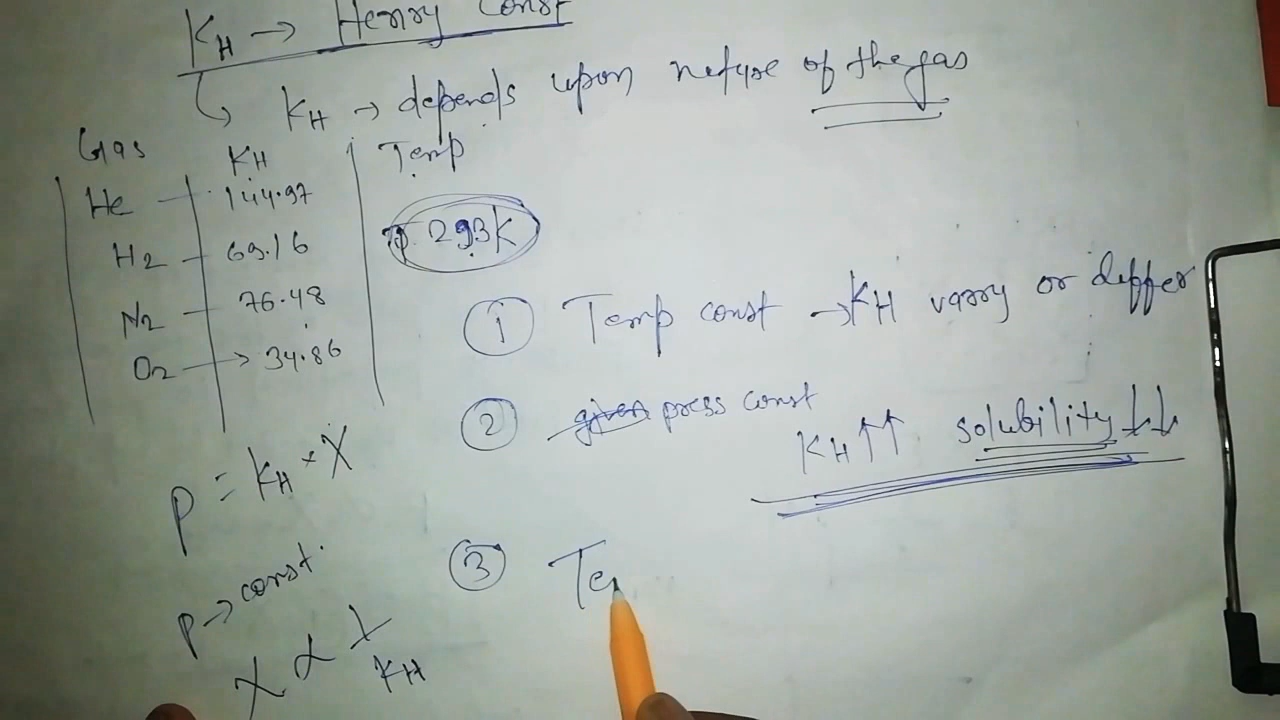 KH → Henry Const
KH → depends upon nature of the gas
Gas KH Temp
He 144.97
H2 69.16
N2 76.48
O2 → 34.86
293K
① Temp const → KH varry or differ
② given press const
KH↑↑ solubility ↓↓
p = KH * X
p → const.
X α 1/KH
③ Te